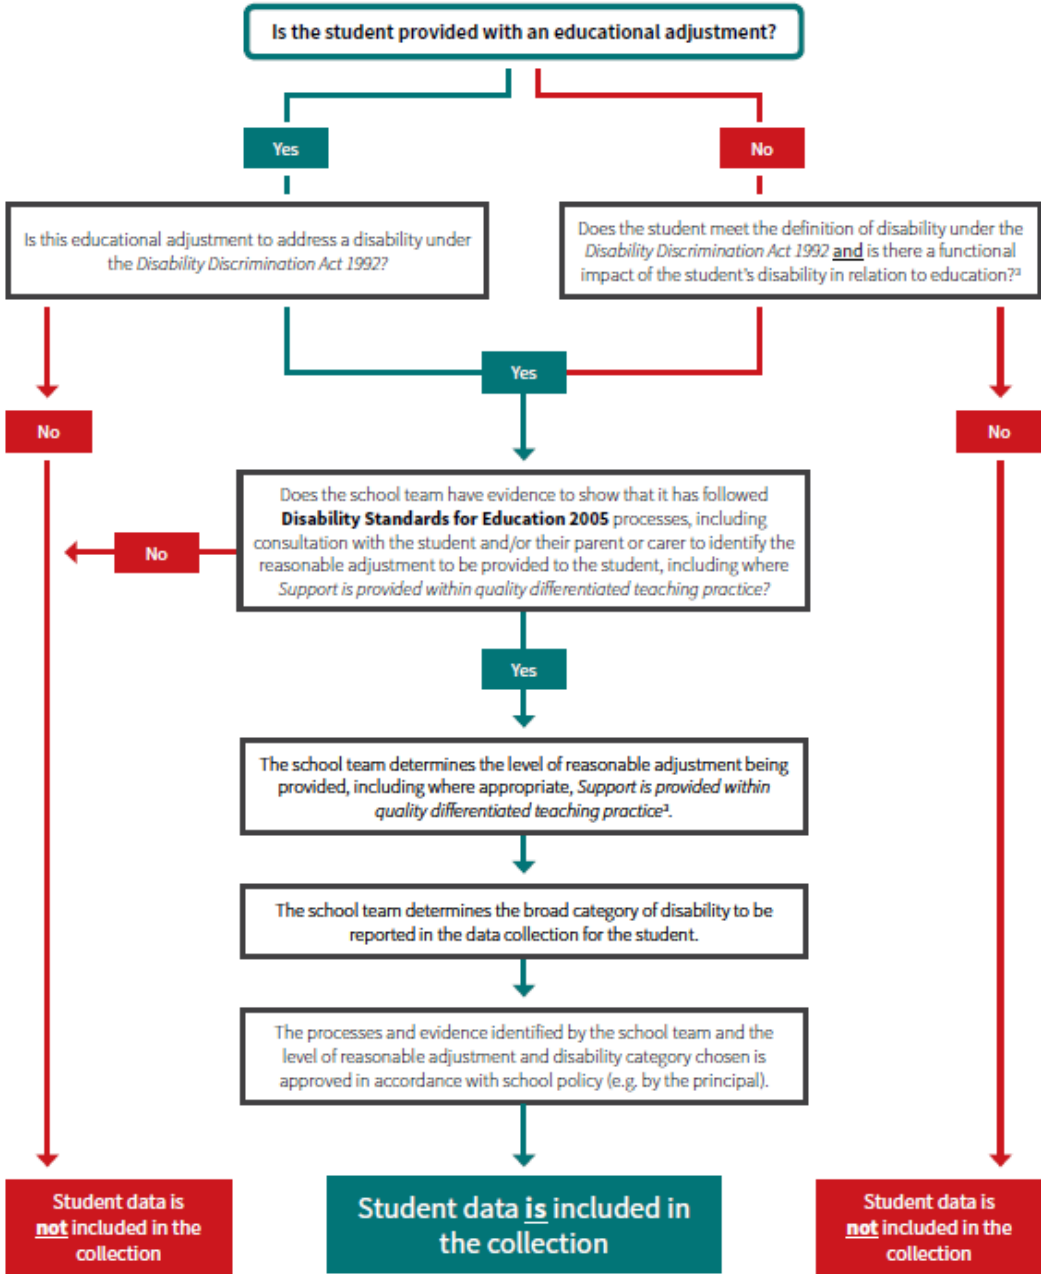 Is the student provided with an educational adjustment?
Yes
No
Is this educational adjustment to address a disability under
the Disability Discrimination Act 1992?
Does the student meet the definition of disability under the
Disability Discrimination Act 1992 and is there a functional
impact of the student's disability in relation to education?²
Yes
No
No
Does the school team have evidence to show that it has followed
Disability Standards for Education 2005 processes, including
consultation with the student and/or their parent or carer to identify the
reasonable adjustment to be provided to the student, including where
Support is provided within quality differentiated teaching practice?
No
Yes
The school team determines the level of reasonable adjustment being
provided, including where appropriate, Support is provided within
quality differentiated teaching practice³.
The school team determines the broad category of disability to be
reported in the data collection for the student.
The processes and evidence identified by the school team and the
level of reasonable adjustment and disability category chosen is
approved in accordance with school policy (e.g. by the principal).
Student data is
not included in the
collection
Student data is included in
the collection
Student data is
not included in the
collection